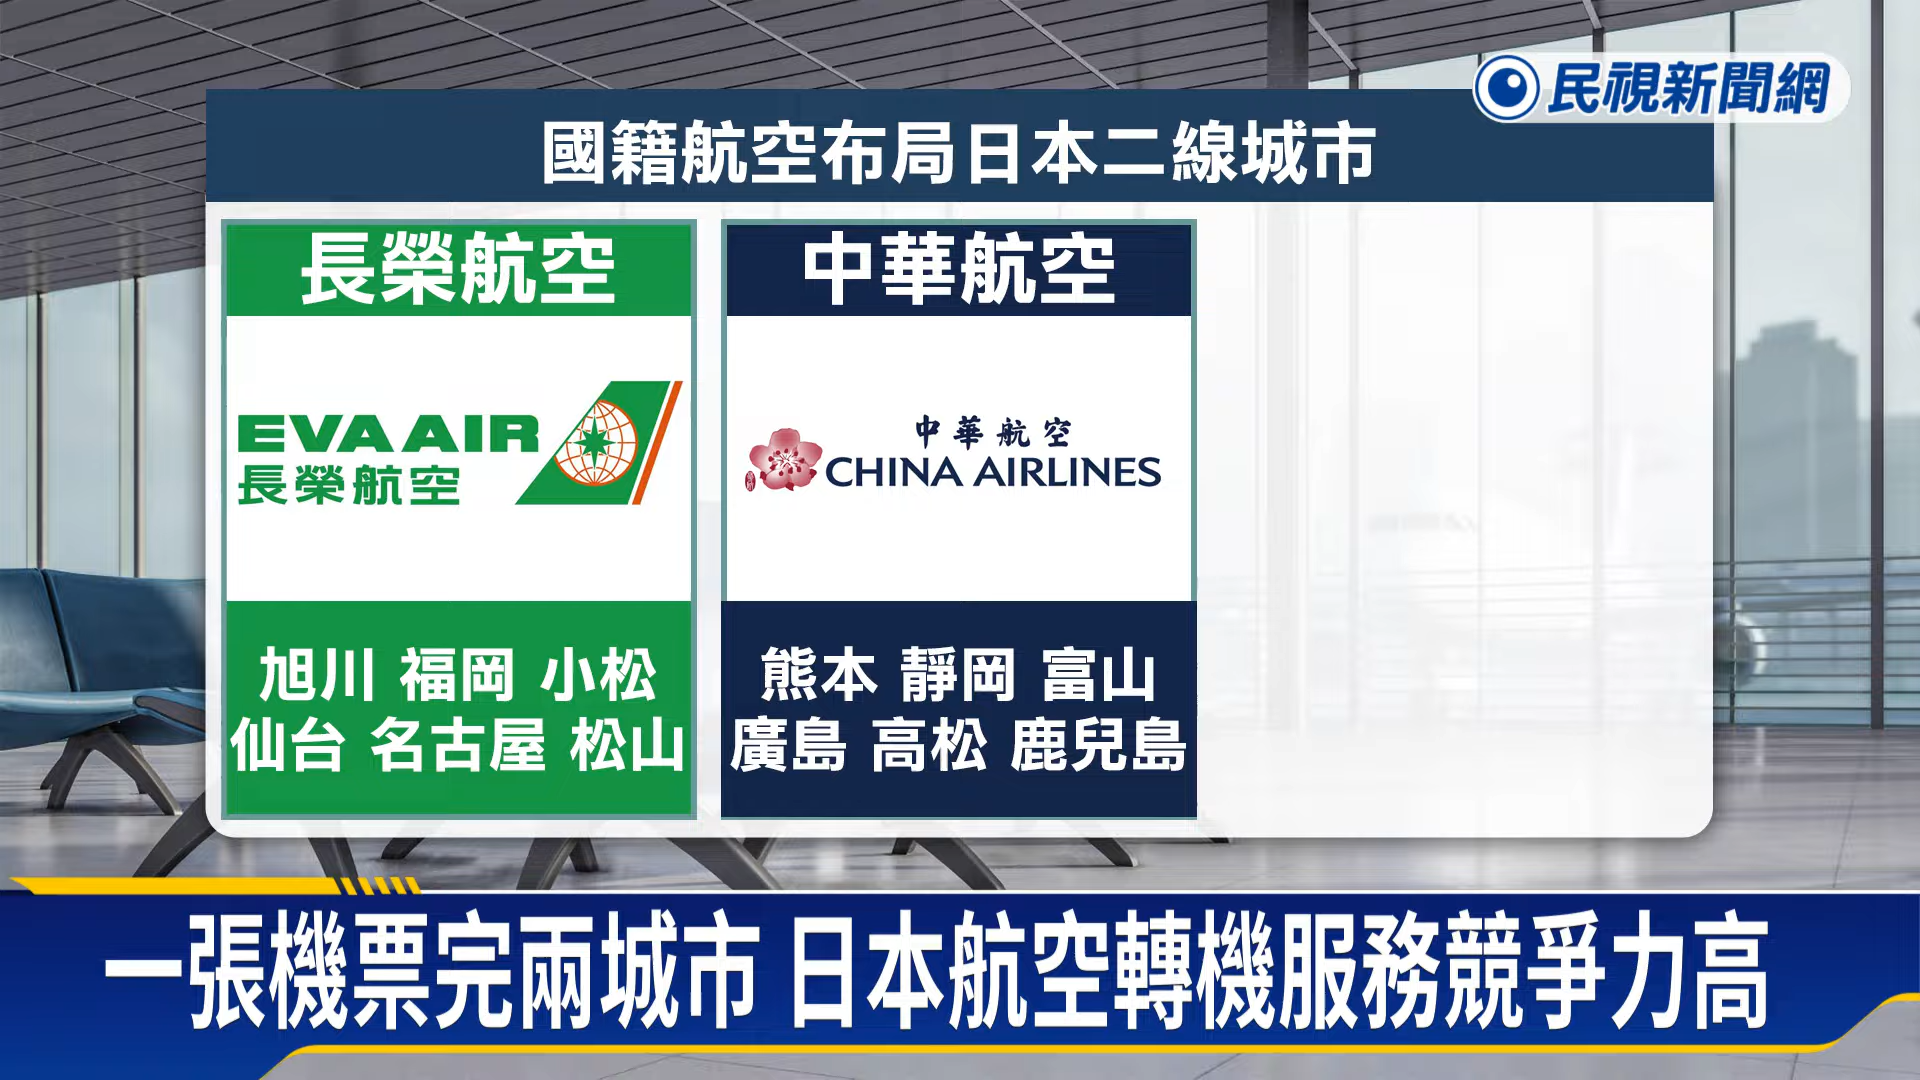 民視新聞網
國籍航空布局日本二線城市
長榮航空
EVA AIR
長榮航空
旭川 福岡 小松
仙台 名古屋 松山
中華航空
中華航空
CHINA AIRLINES
熊本 靜岡 富山
廣島 高松 鹿兒島
一張機票完兩城市 日本航空轉機服務競爭力高